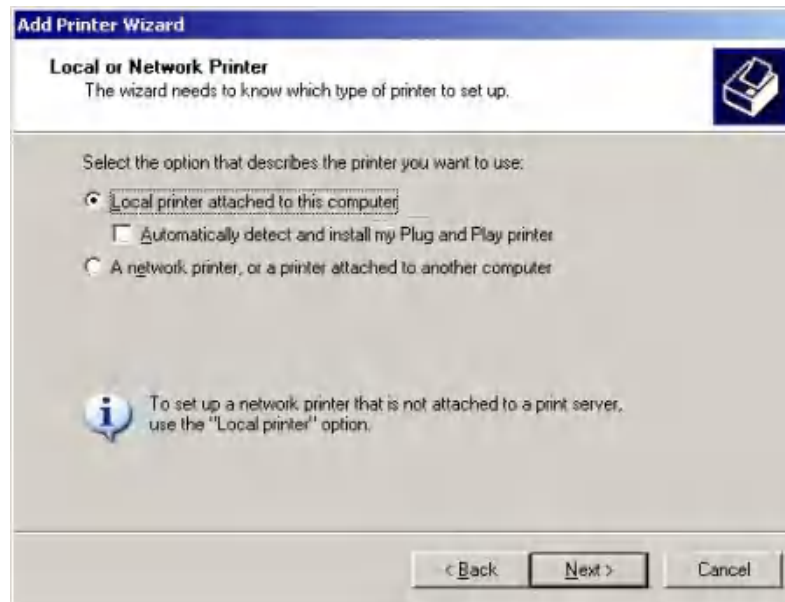 Add Printer Wizard
Local or Network Printer
The wizard needs to know which type of printer to set up.
Select the option that describes the printer you want to use:
Local printer attached to this computer
Automatically detect and install my Plug and Play printer
A network printer, or a printer attached to another computer
To set up a network printer that is not attached to a print server,
use the "Local printer" option.
< Back
Next >
Cancel